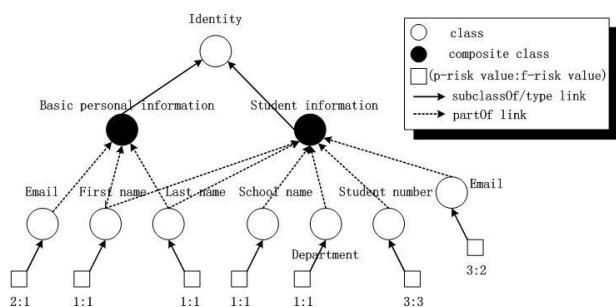 Identity
class
composite class
(p-risk value:f-risk value)
subclassOf/type link
partOf link
Basic personal information
Student information
Email
First name
Last name
School name
Student number
Email
Department
2:1
1:1
1:1
1:1
1:1
3:3
3:2